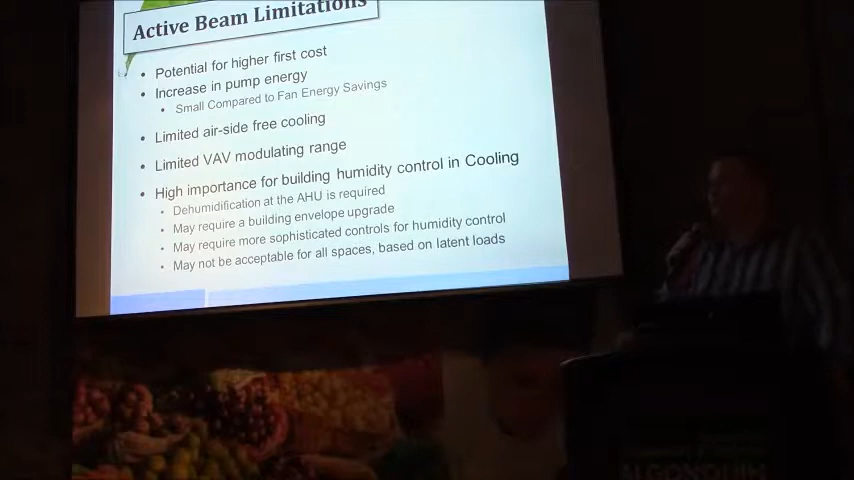 Active Beam Limitations
• Potential for higher first cost
• Increase in pump energy
• Small Compared to Fan Energy Savings
• Limited air-side free cooling
• Limited VAV modulating range
• High importance for building humidity control in Cooling
• Dehumidification at the AHU is required
• May require a building envelope upgrade
• May require more sophisticated controls for humidity control
• May not be acceptable for all spaces, based on latent loads
ALGONQUIN